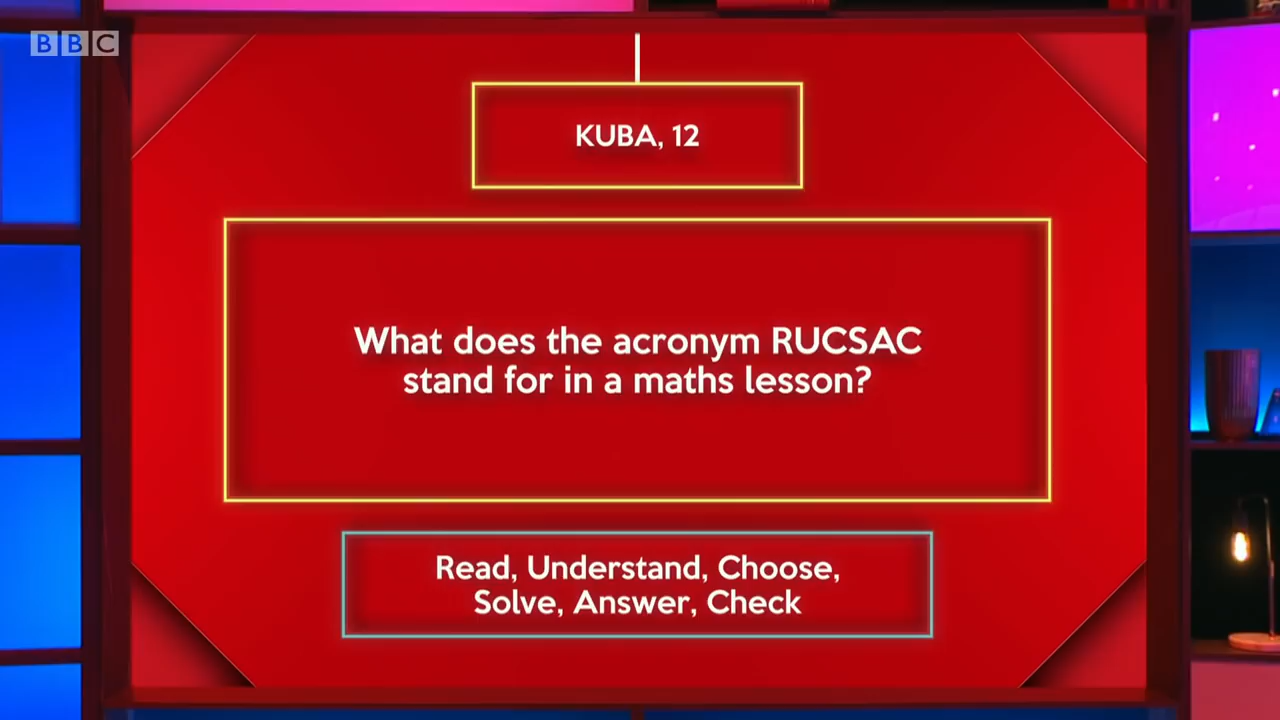 BBC
KUBA, 12
What does the acronym RUCSAC
stand for in a maths lesson?
Read, Understand, Choose,
Solve, Answer, Check